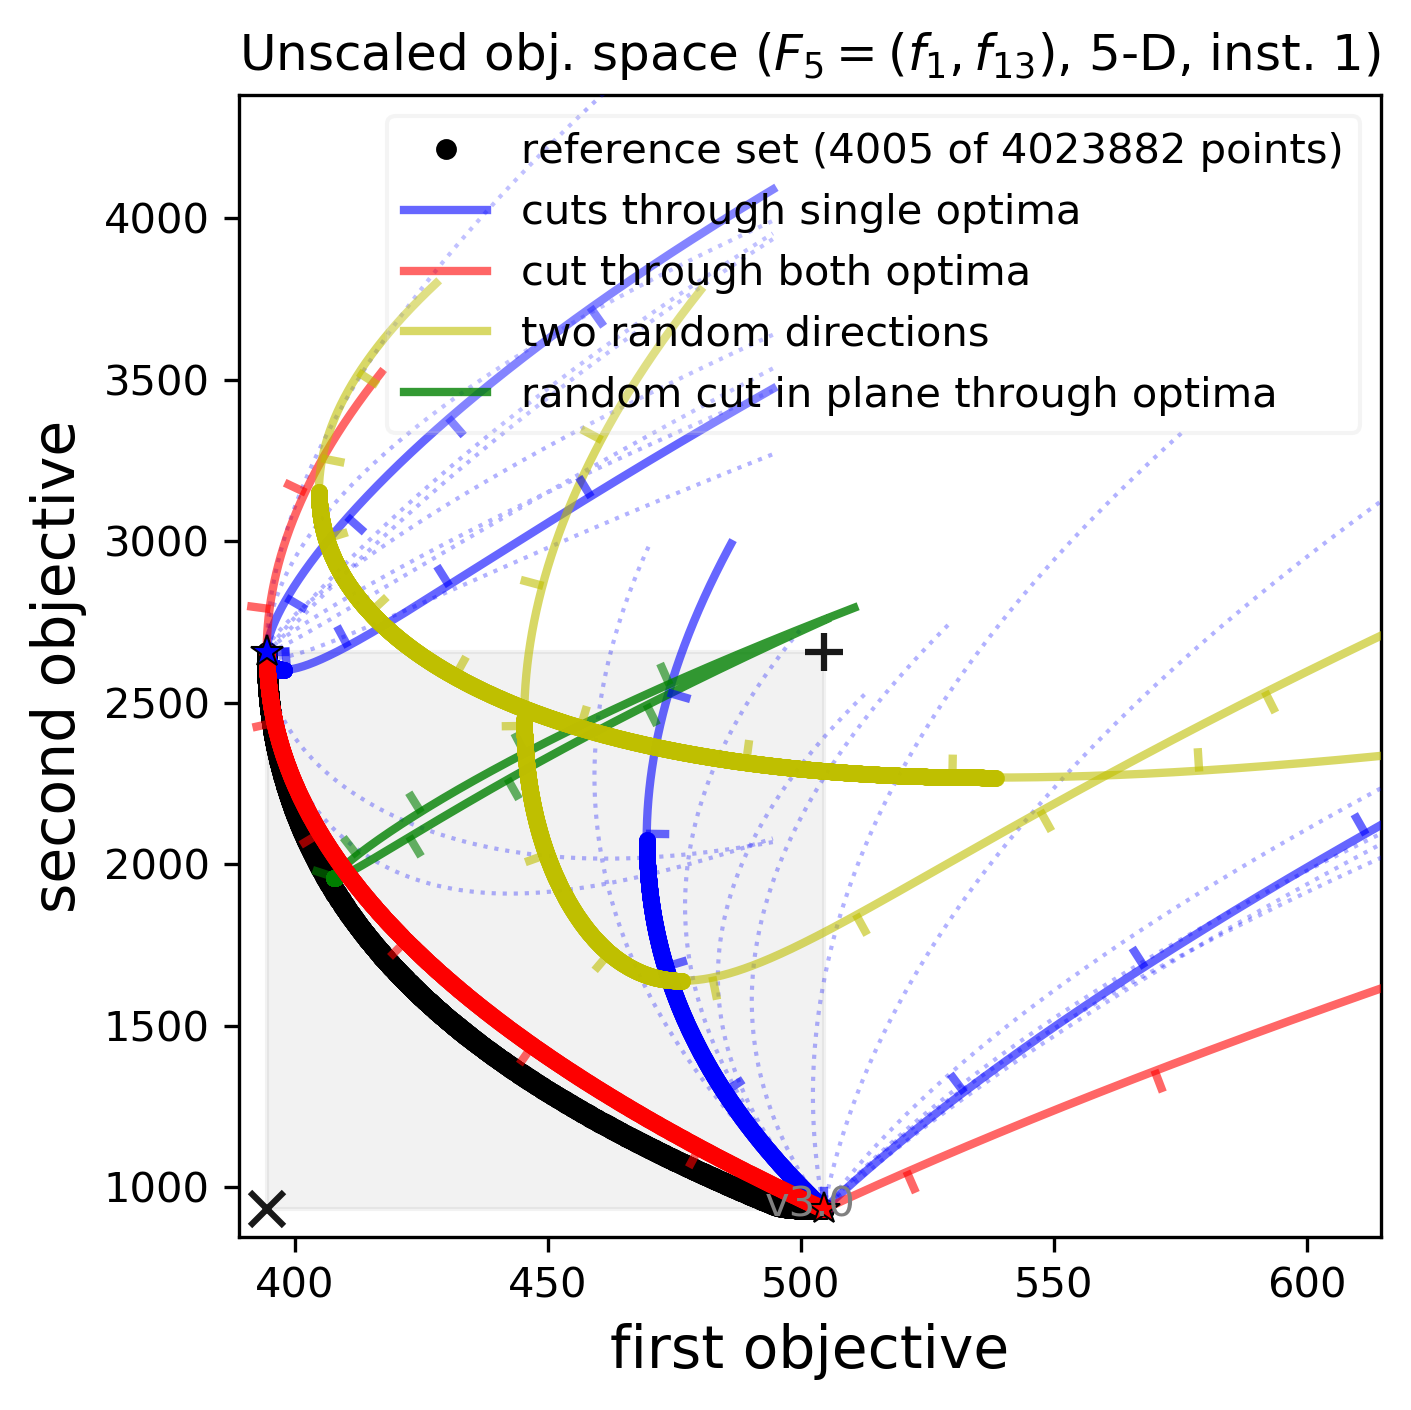 Unscaled obj. space (F5 = (f1, f13), 5-D, inst. 1)
reference set (4005 of 4023882 points)
cuts through single optima
cut through both optima
two random directions
random cut in plane through optima
4000
3500
3000
2500
2000
1500
1000
second objective
v3.0
400 450 500 550 600
first objective